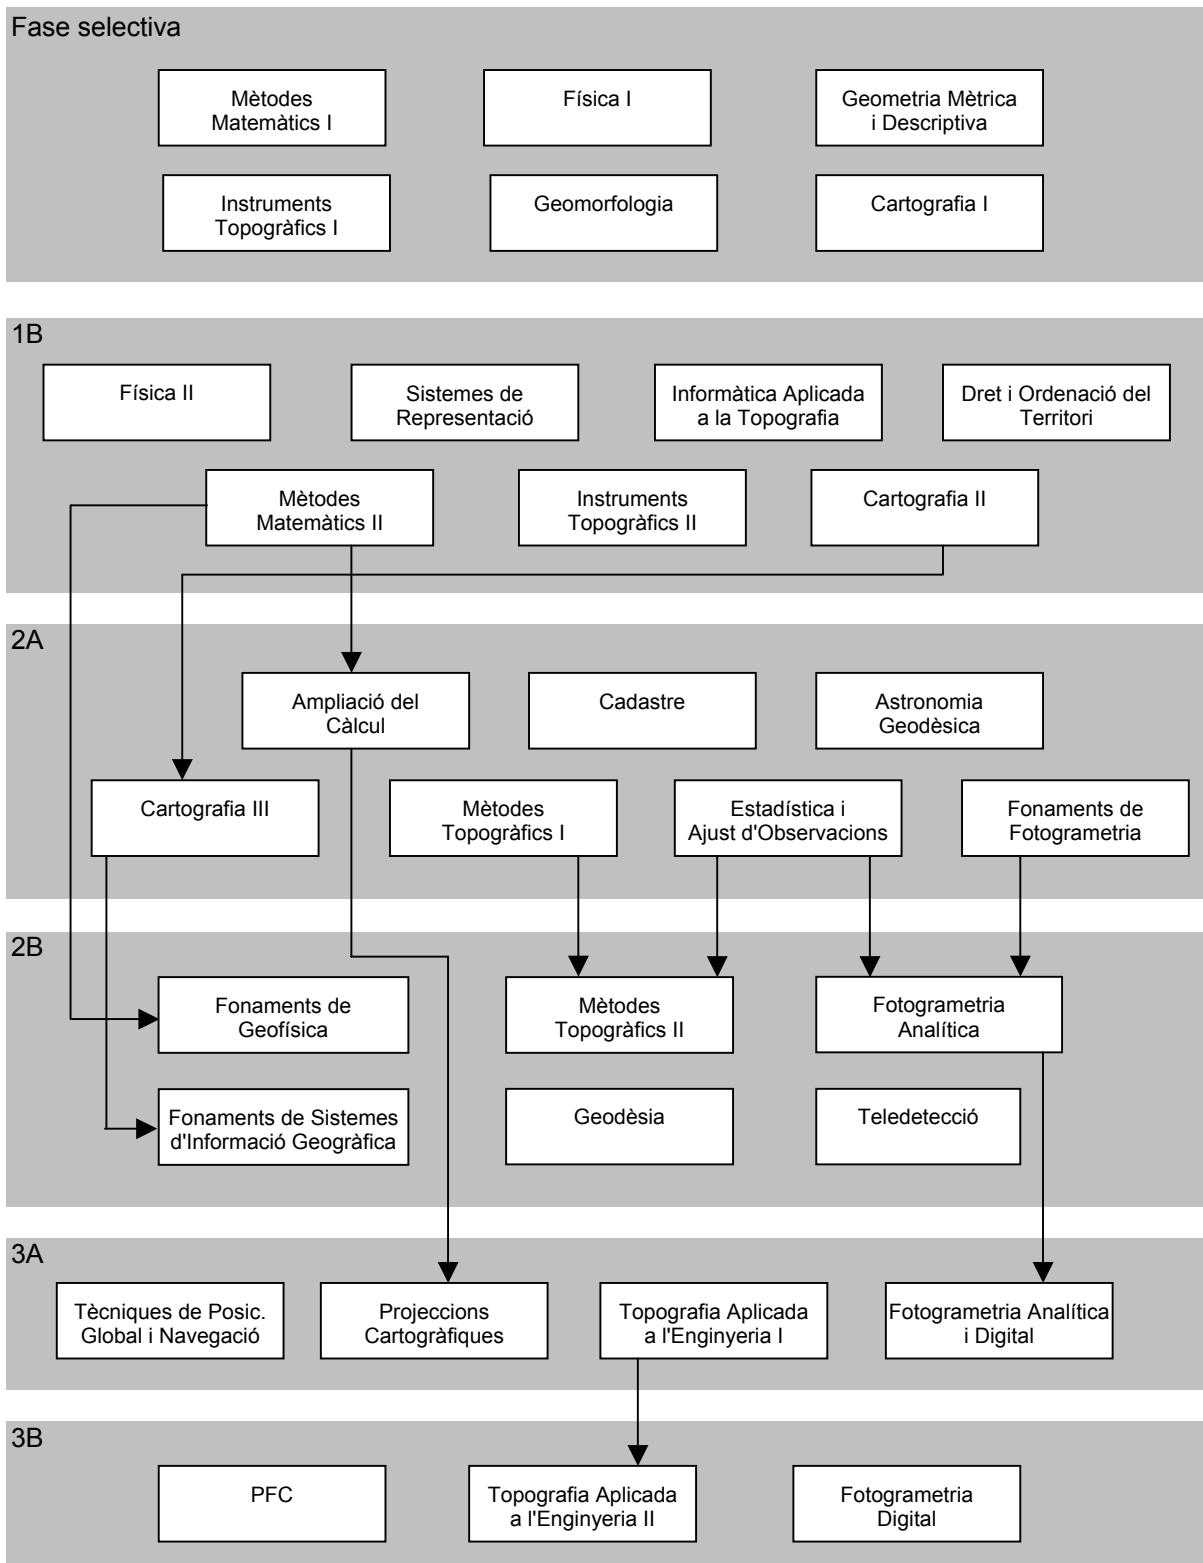 Fase selectiva
Mètodes
Matemàtics I
Física I
Geometria Mètrica
i Descriptiva
Instruments
Topogràfics I
Geomorfologia
Cartografia I
1B
Física II
Sistemes de
Representació
Informàtica Aplicada
a la Topografia
Dret i Ordenació del
Territori
Mètodes
Matemàtics II
Instruments
Topogràfics II
Cartografia II
2A
Ampliació del
Càlcul
Cadastre
Astronomia
Geodèsica
Cartografia III
Mètodes
Topogràfics I
Estadística i
Ajust d'Observacions
Fonaments de
Fotogrametria
2B
Fonaments de
Geofísica
Mètodes
Topogràfics II
Fotogrametria
Analítica
Fonaments de Sistemes
d'Informació Geogràfica
Geodèsia
Teledetecció
3A
Tècniques de Posic.
Global i Navegació
Projeccions
Cartogràfiques
Topografia Aplicada
a l'Enginyeria I
Fotogrametria Analítica
i Digital
3B
PFC
Topografia Aplicada
a l'Enginyeria II
Fotogrametria
Digital